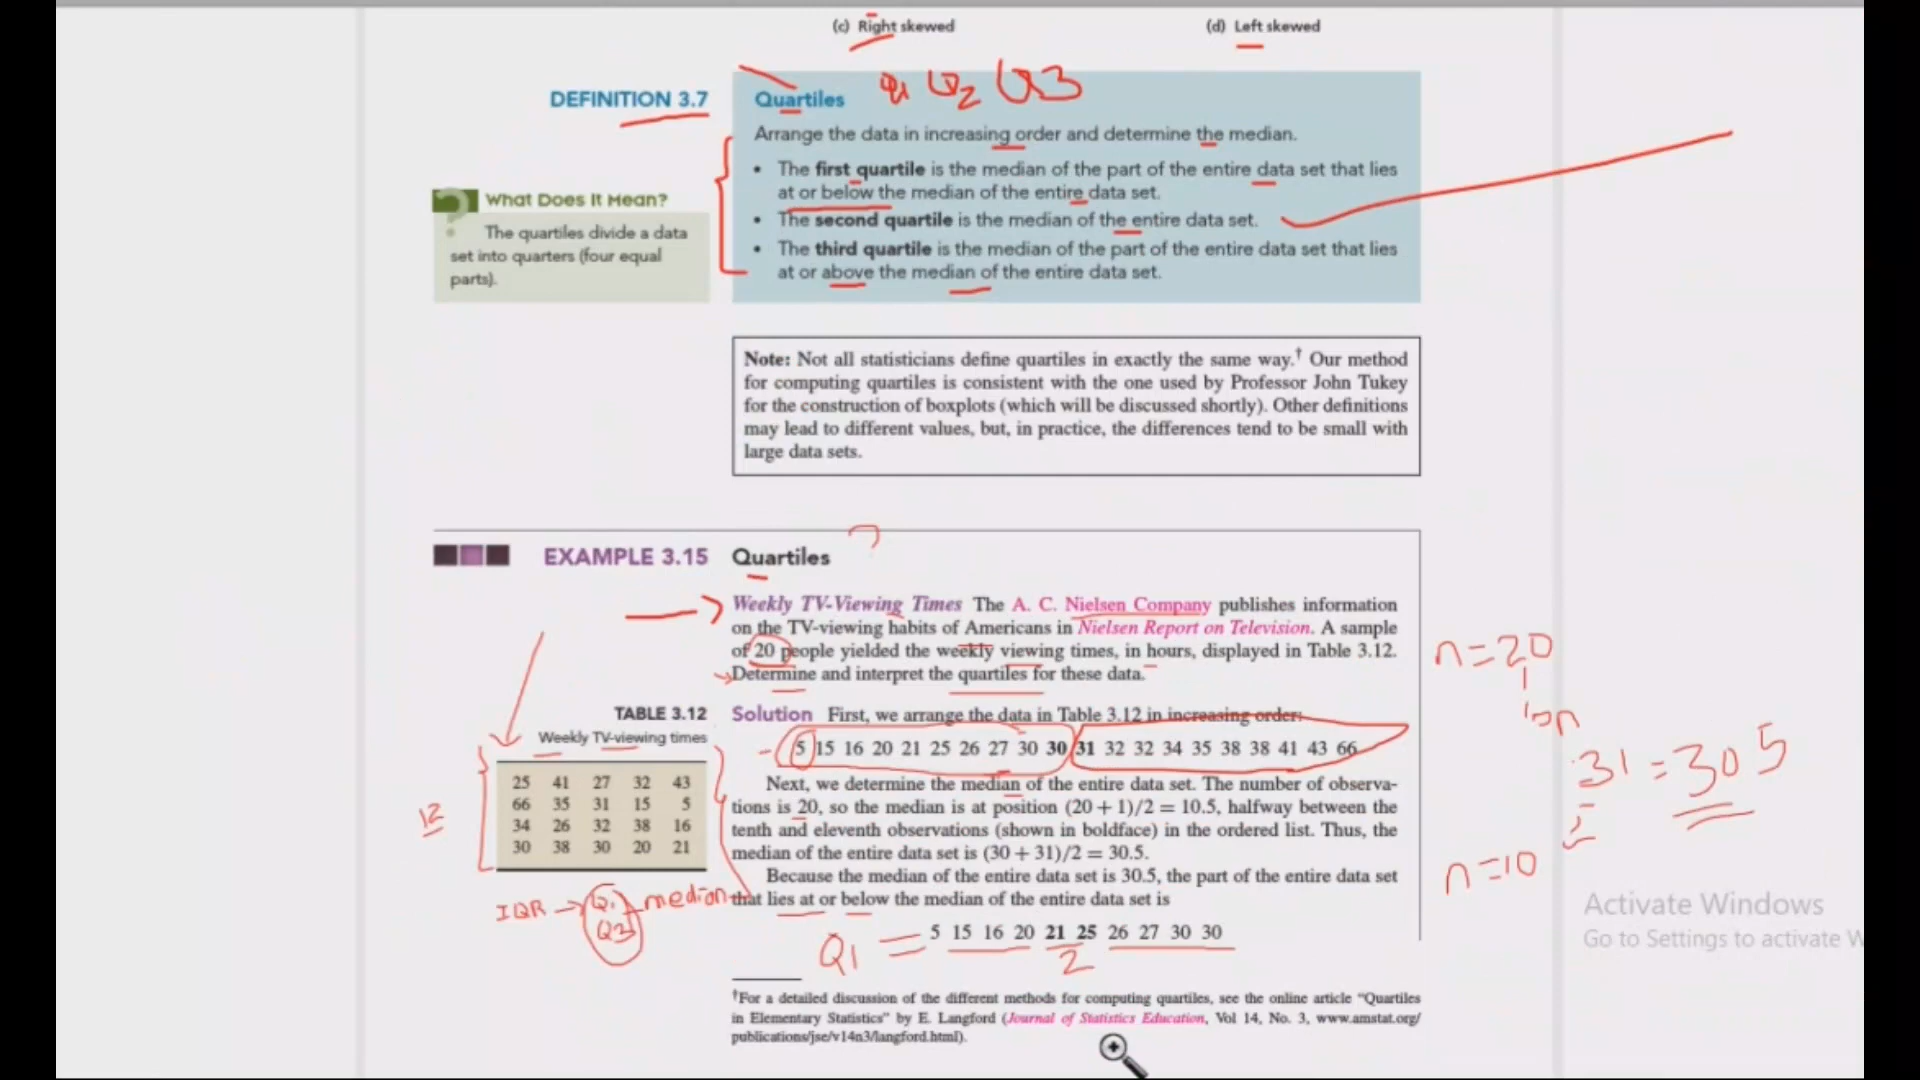 (c) Right skewed (d) Left skewed
DEFINITION 3.7
Quartiles Q1 Q2 Q3
Arrange the data in increasing order and determine the median.
• The first quartile is the median of the part of the entire data set that lies
at or below the median of the entire data set.
• The second quartile is the median of the entire data set.
• The third quartile is the median of the part of the entire data set that lies
at or above the median of the entire data set.
? What Does It Mean?
The quartiles divide a data
set into quarters (four equal
parts).
Note: Not all statisticians define quartiles in exactly the same way.† Our method
for computing quartiles is consistent with the one used by Professor John Tukey
for the construction of boxplots (which will be discussed shortly). Other definitions
may lead to different values, but, in practice, the differences tend to be small with
large data sets.
EXAMPLE 3.15 Quartiles
Weekly TV-Viewing Times The A. C. Nielsen Company publishes information
on the TV-viewing habits of Americans in Nielsen Report on Television. A sample
of 20 people yielded the weekly viewing times, in hours, displayed in Table 3.12.
Determine and interpret the quartiles for these data.
n=20
TABLE 3.12
Weekly TV-viewing times
25 41 27 32 43
66 35 31 15 5
34 26 32 38 16
30 38 30 20 21
IQR → Q1 median
Q3
Solution First, we arrange the data in Table 3.12 in increasing order:
5 15 16 20 21 25 26 27 30 30 31 32 32 34 35 38 38 41 43 66
31 = 30 5
Next, we determine the median of the entire data set. The number of observa-
tions is 20, so the median is at position (20 + 1)/2 = 10.5, halfway between the
tenth and eleventh observations (shown in boldface) in the ordered list. Thus, the
median of the entire data set is (30 + 31)/2 = 30.5.
Because the median of the entire data set is 30.5, the part of the entire data set
that lies at or below the median of the entire data set is
n=10
Q1 = 5 15 16 20 21 25 26 27 30 30
2
†For a detailed discussion of the different methods for computing quartiles, see the online article "Quartiles
in Elementary Statistics" by E. Langford (Journal of Statistics Education, Vol 14, No. 3, www.amstat.org/
publications/jse/v14n3/langford.html).
Activate Windows
Go to Settings to activate W